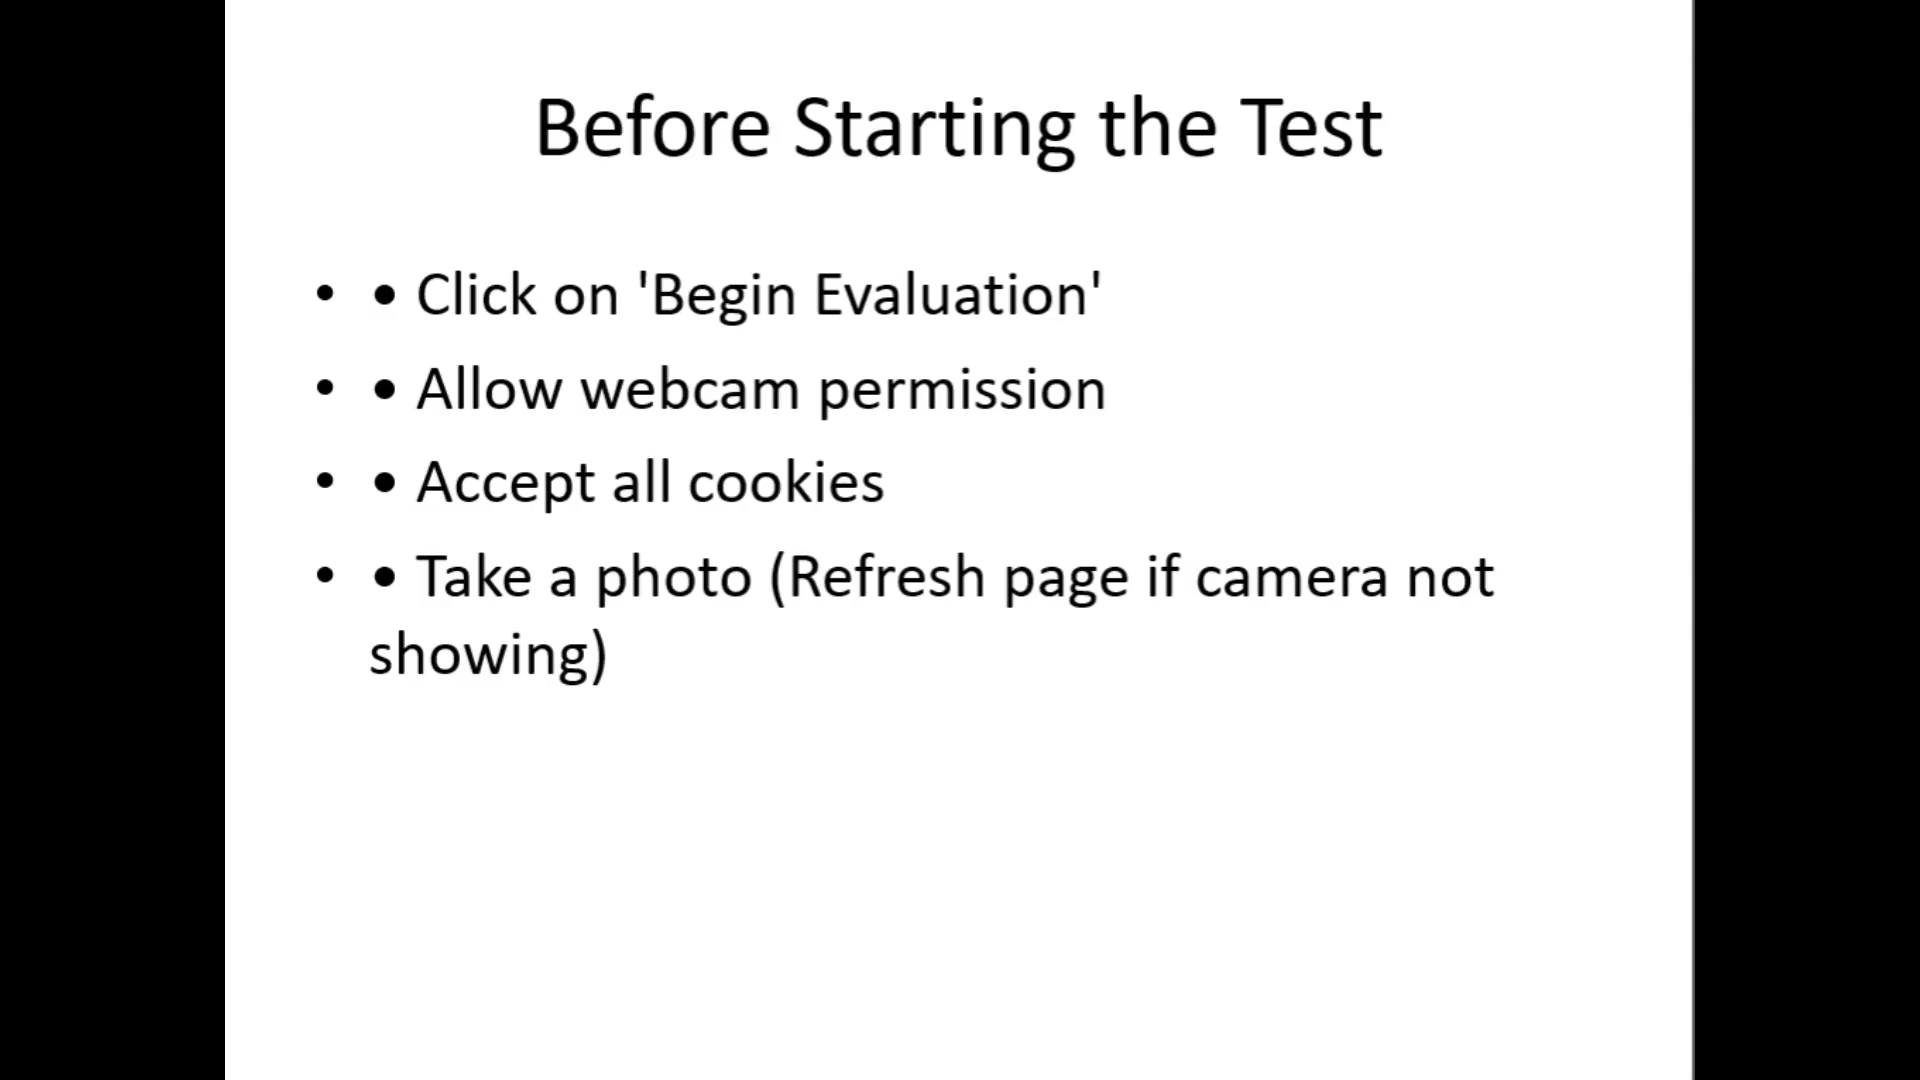 Before Starting the Test
• • Click on 'Begin Evaluation'
• • Allow webcam permission
• • Accept all cookies
• • Take a photo (Refresh page if camera not
showing)